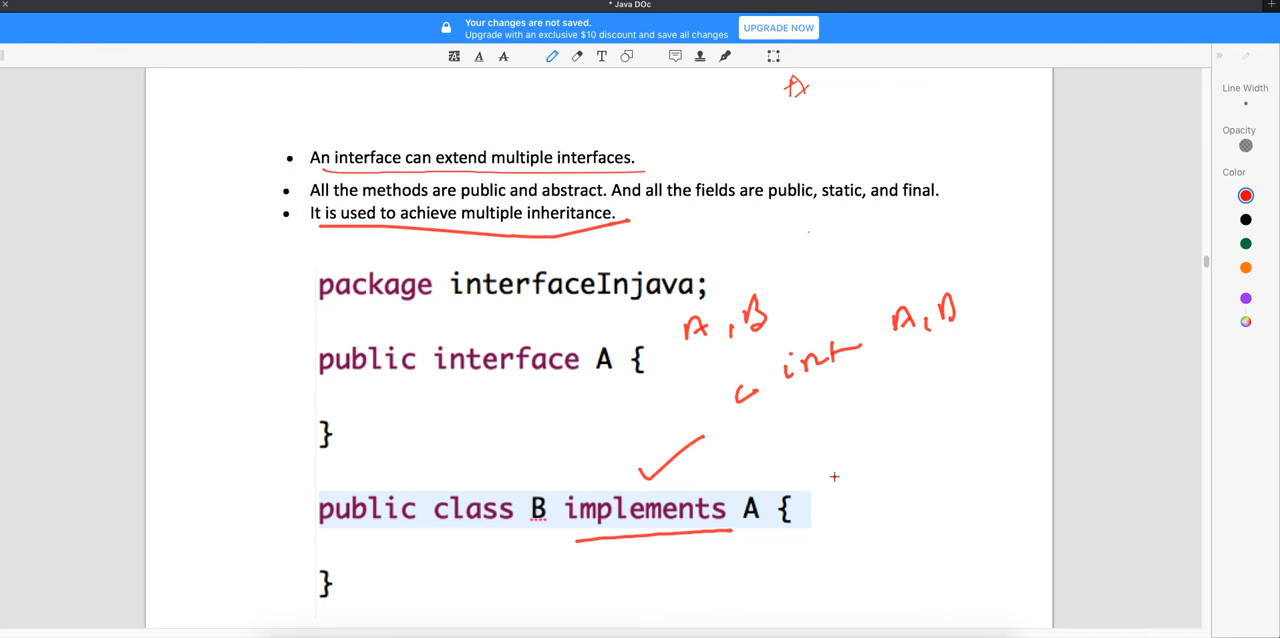 * Java DOc
Your changes are not saved.
Upgrade with an exclusive $10 discount and save all changes
UPGRADE NOW
A A A T
»
Line Width
Opacity
Color
A
• An interface can extend multiple interfaces.
• All the methods are public and abstract. And all the fields are public, static, and final.
• It is used to achieve multiple inheritance.
package interfaceInjava;
A , B
public interface A {
c int A, B
}
public class B implements A {
}